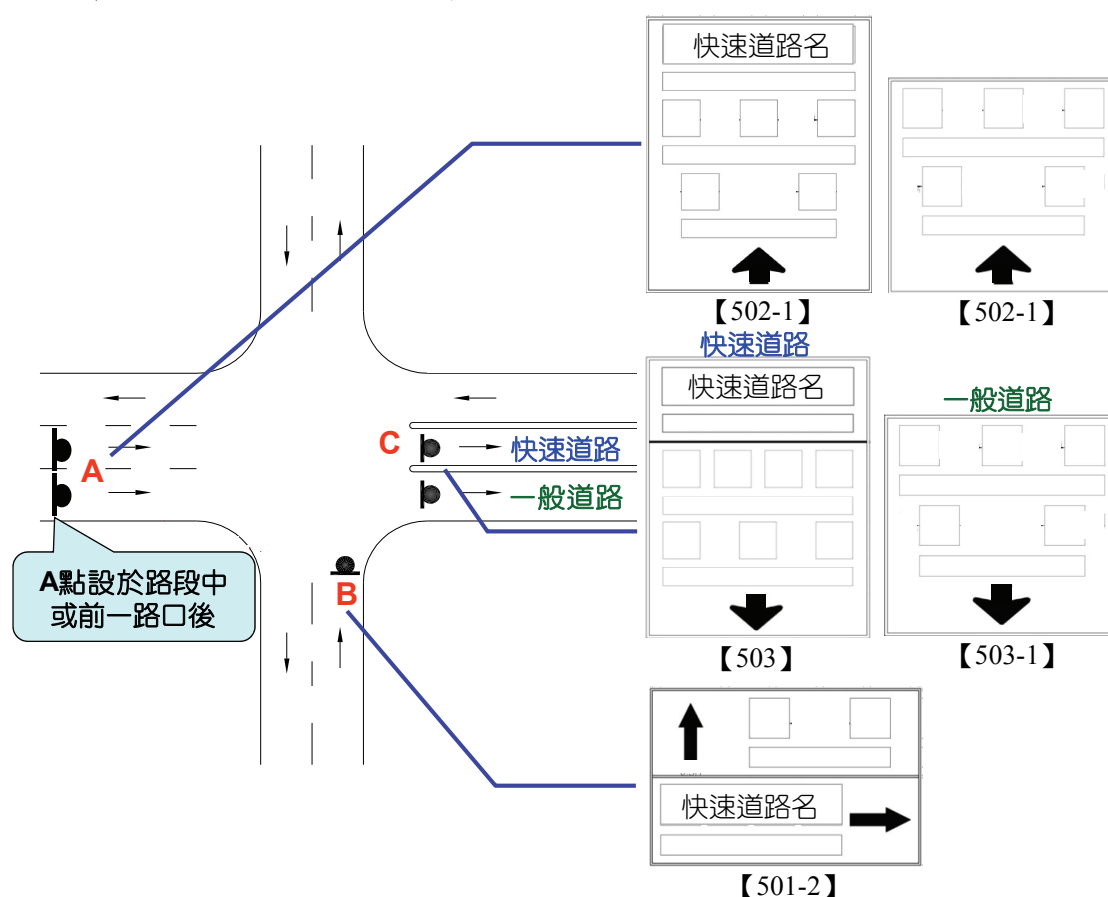 快速道路名
【502-1】
【502-1】
快速道路
快速道路名
一般道路
A
C
快速道路
一般道路
A點設於路段中
或前一路口後
B
【503】
【503-1】
快速道路名
【501-2】